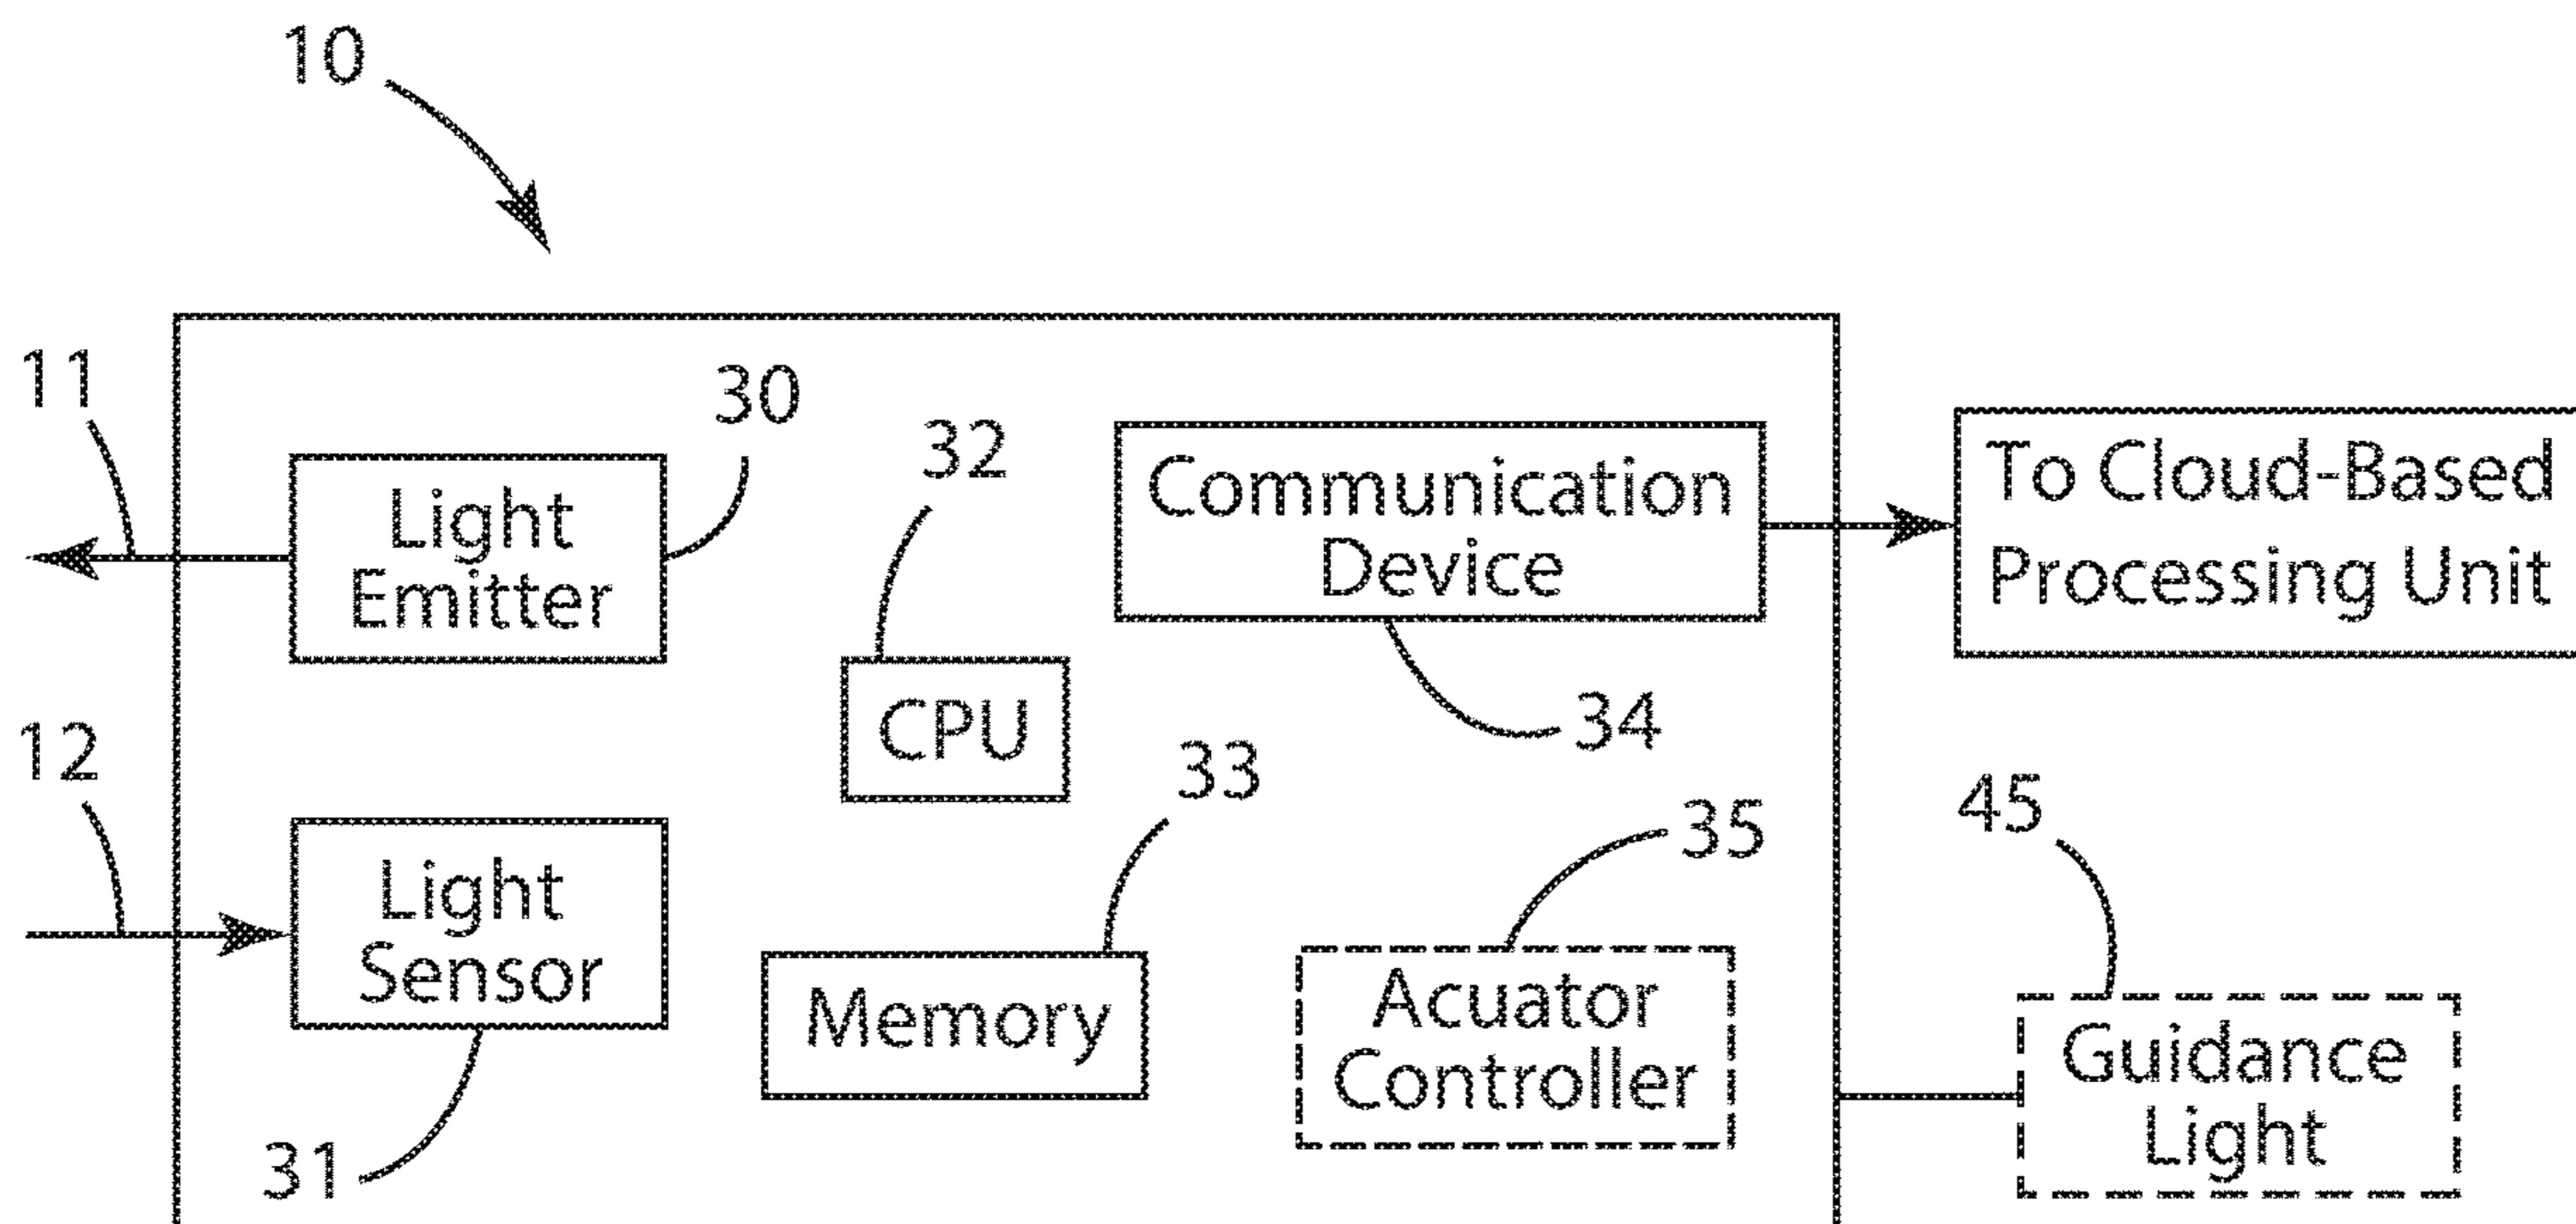 10
11
30
32
Light
Emitter
Communication
Device
To Cloud-Based
Processing Unit
CPU
34
12
33
35
45
Light
Sensor
Memory
Acuator
Controller
Guidance
Light
31